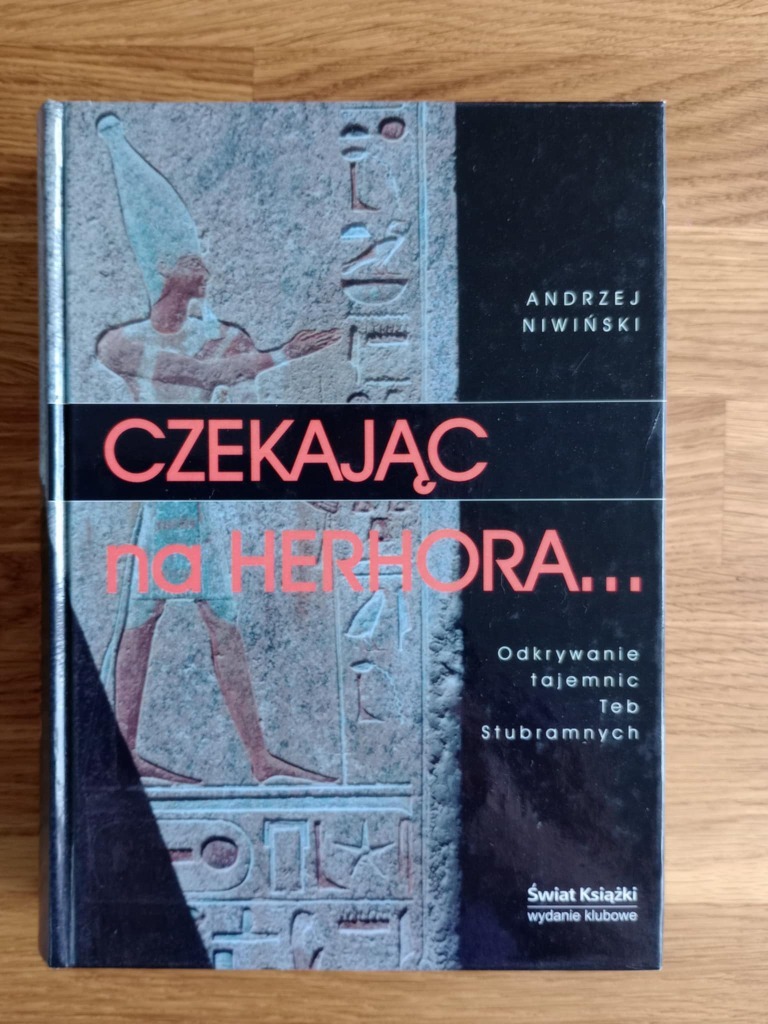 ANDRZEJ
NIWIŃSKI
CZEKAJĄC
na HERHORA...
Odkrywanie
tajemnic
Teb
Stubramnych
Świat Książki
wydanie klubowe